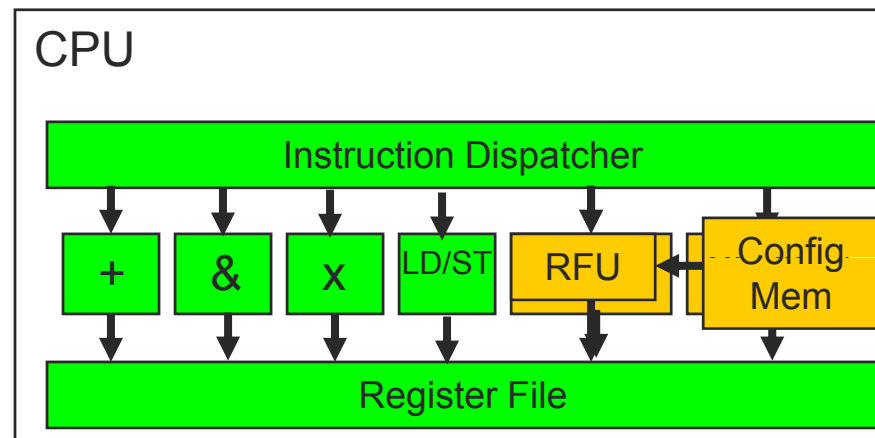 CPU
Instruction Dispatcher
+
&
x
LD/ST
RFU
Config
Mem
Register File